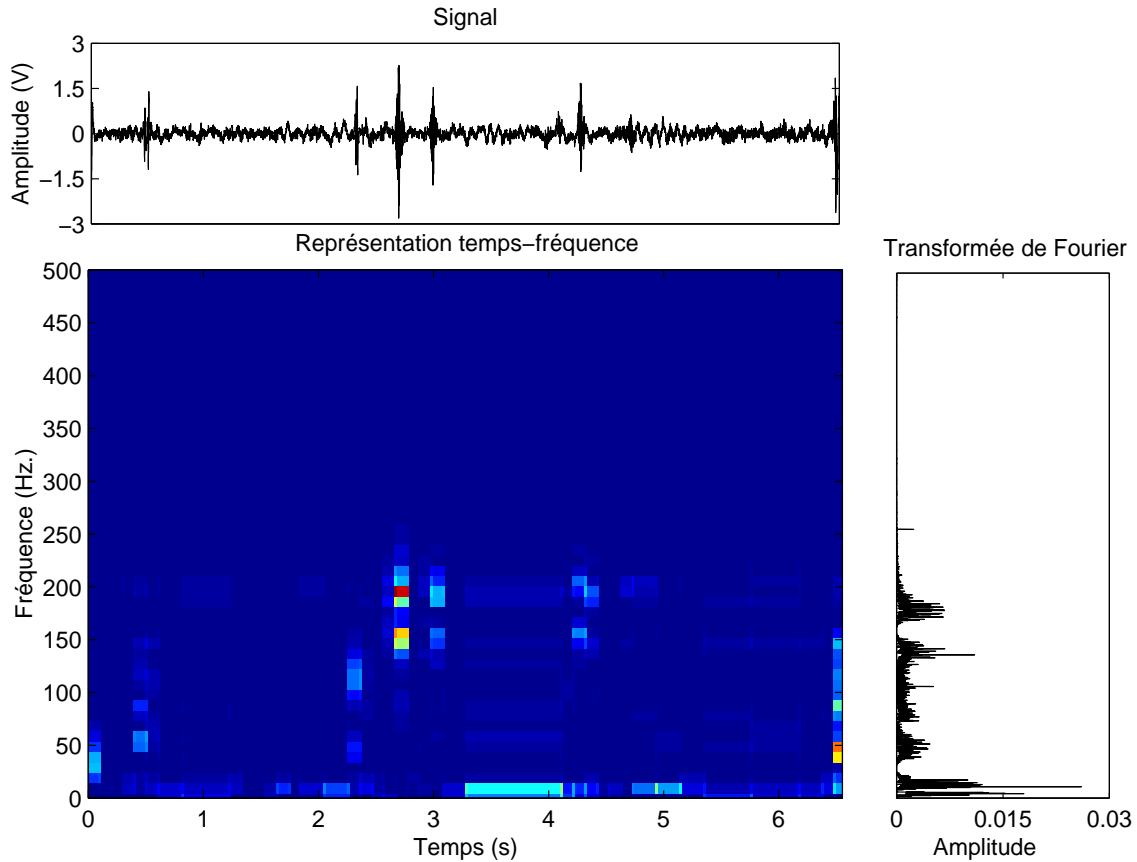 Signal
Amplitude (V)
3
1.5
0
−1.5
−3
Représentation temps−fréquence
Fréquence (Hz.)
500
450
400
350
300
250
200
150
100
50
0
0 1 2 3 4 5 6
Temps (s)
Transformée de Fourier
0 0.015 0.03
Amplitude